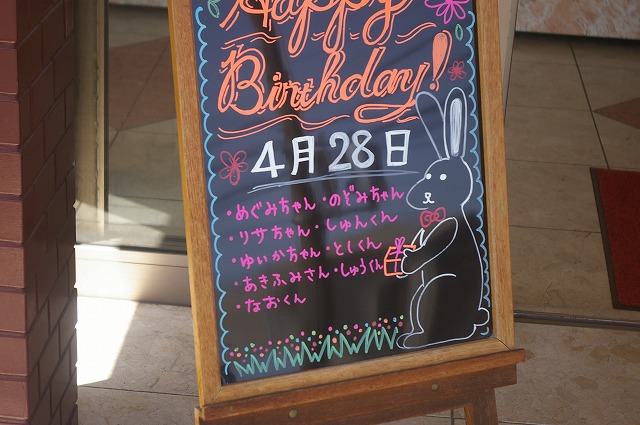 Happy
Birthday!
4月28日
・めぐみちゃん・のぞみちゃん
・リサちゃん・しゅんくん
・ゆいかちゃん・としくん
・あきふみさん・しゅうくん
・なおくん